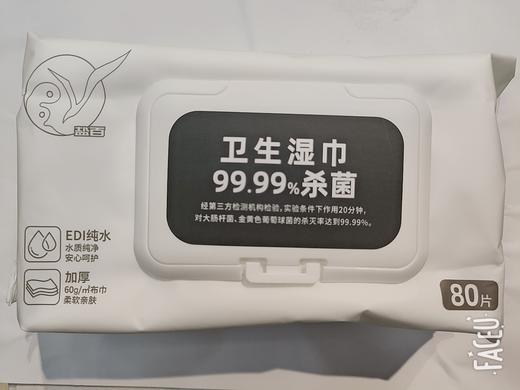 卫生湿巾
99.99%杀菌
经第三方检测机构检验,实验条件下作用20分钟,
对大肠杆菌、金黄色葡萄球菌的杀灭率达到99.99%。
EDI纯水
水质纯净
安心呵护
加厚
60g/㎡布巾
柔软亲肤
80片
FACEU